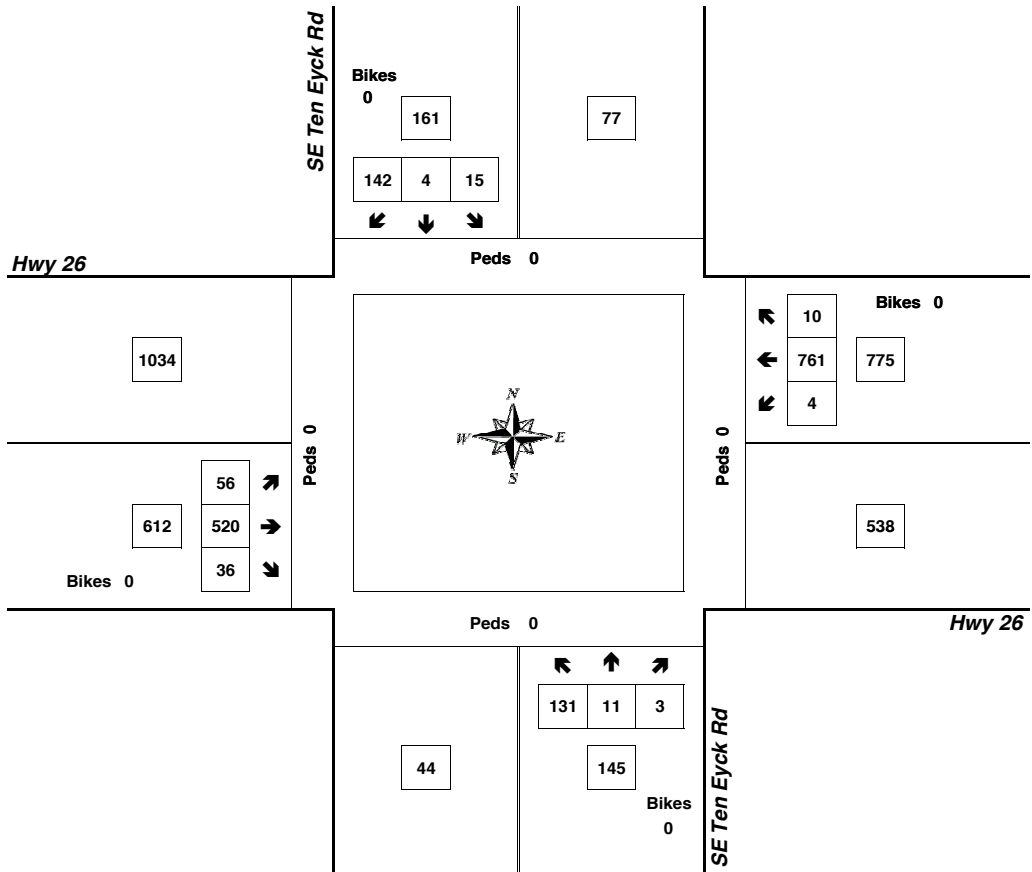 SE Ten Eyck Rd
Bikes
0
161
77
142 4 15
Hwy 26
Peds 0
Bikes 0
10
1034
761 775
4
N
W E
S
Peds 0
Peds 0
56
612 520
538
36
Bikes 0
Peds 0
Hwy 26
131 11 3
44
145
Bikes
0
SE Ten Eyck Rd